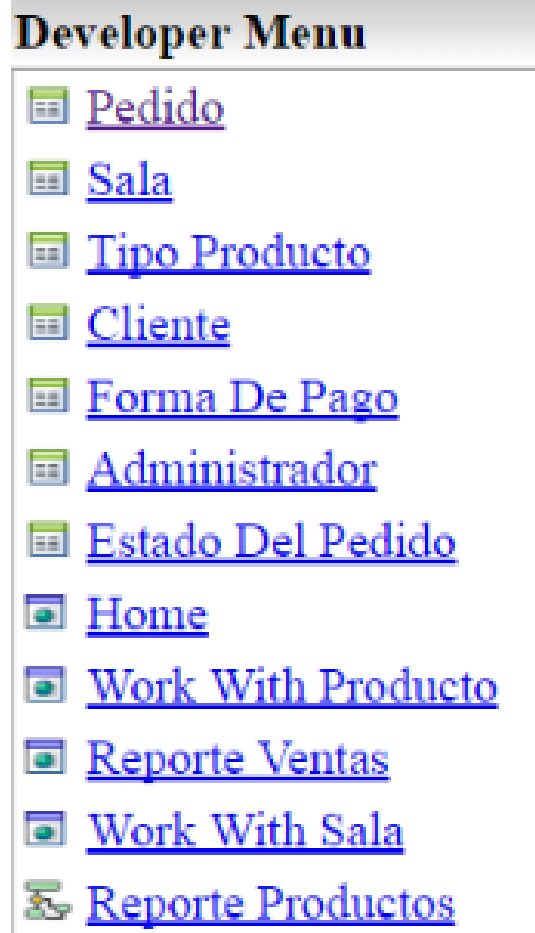 Developer Menu
Pedido
Sala
Tipo Producto
Cliente
Forma De Pago
Administrador
Estado Del Pedido
Home
Work With Producto
Reporte Ventas
Work With Sala
Reporte Productos